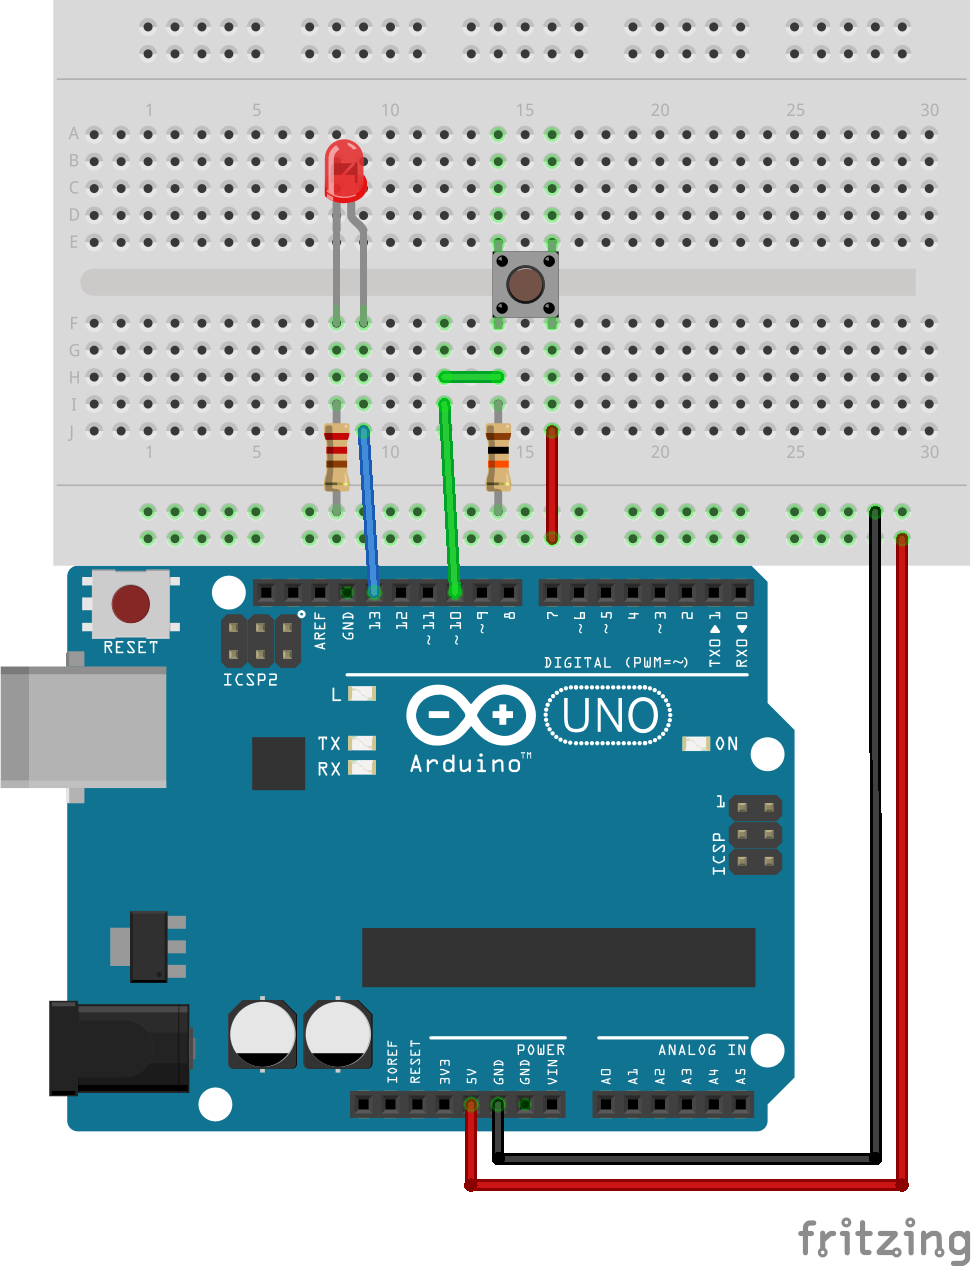 1 5 10 15 20 25 30
A
B
C
D
E
F
G
H
I
J
1 5 10 15 20 25 30
RESET
AREF
GND
13
12
~11
~10
~9
8
7
~6
~5
4
~3
2
TX0▶1
RX0◀0
ICSP2
DIGITAL (PWM=~)
L
TX
RX
UNO
Arduino™
ON
1
ICSP
IOREF
RESET
3V3
5V
GND
GND
VIN
POWER
ANALOG IN
A0
A1
A2
A3
A4
A5
fritzing